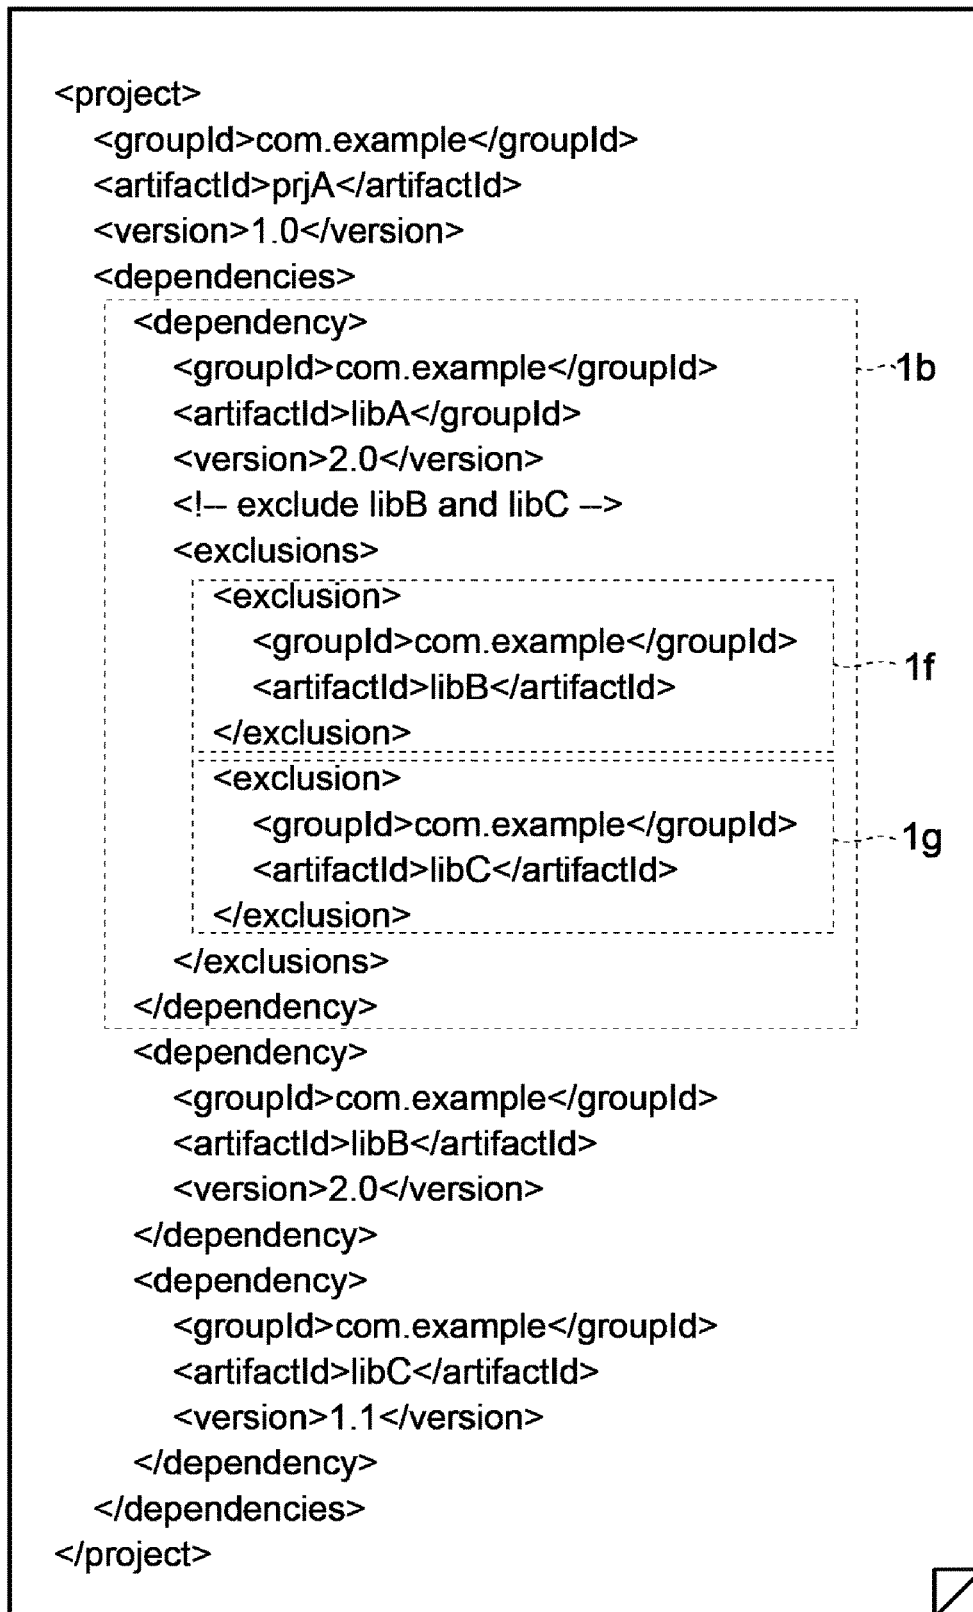 <project>
<groupId>com.example</groupId>
<artifactId>prjA</artifactId>
<version>1.0</version>
<dependencies>
<dependency>
<groupId>com.example</groupId>
1b
<artifactId>libA</groupId>
<version>2.0</version>
<!-- exclude libB and libC -->
<exclusions>
<exclusion>
<groupId>com.example</groupId>
1f
<artifactId>libB</artifactId>
</exclusion>
<exclusion>
<groupId>com.example</groupId>
1g
<artifactId>libC</artifactId>
</exclusion>
</exclusions>
</dependency>
<dependency>
<groupId>com.example</groupId>
<artifactId>libB</artifactId>
<version>2.0</version>
</dependency>
<dependency>
<groupId>com.example</groupId>
<artifactId>libC</artifactId>
<version>1.1</version>
</dependency>
</dependencies>
</project>